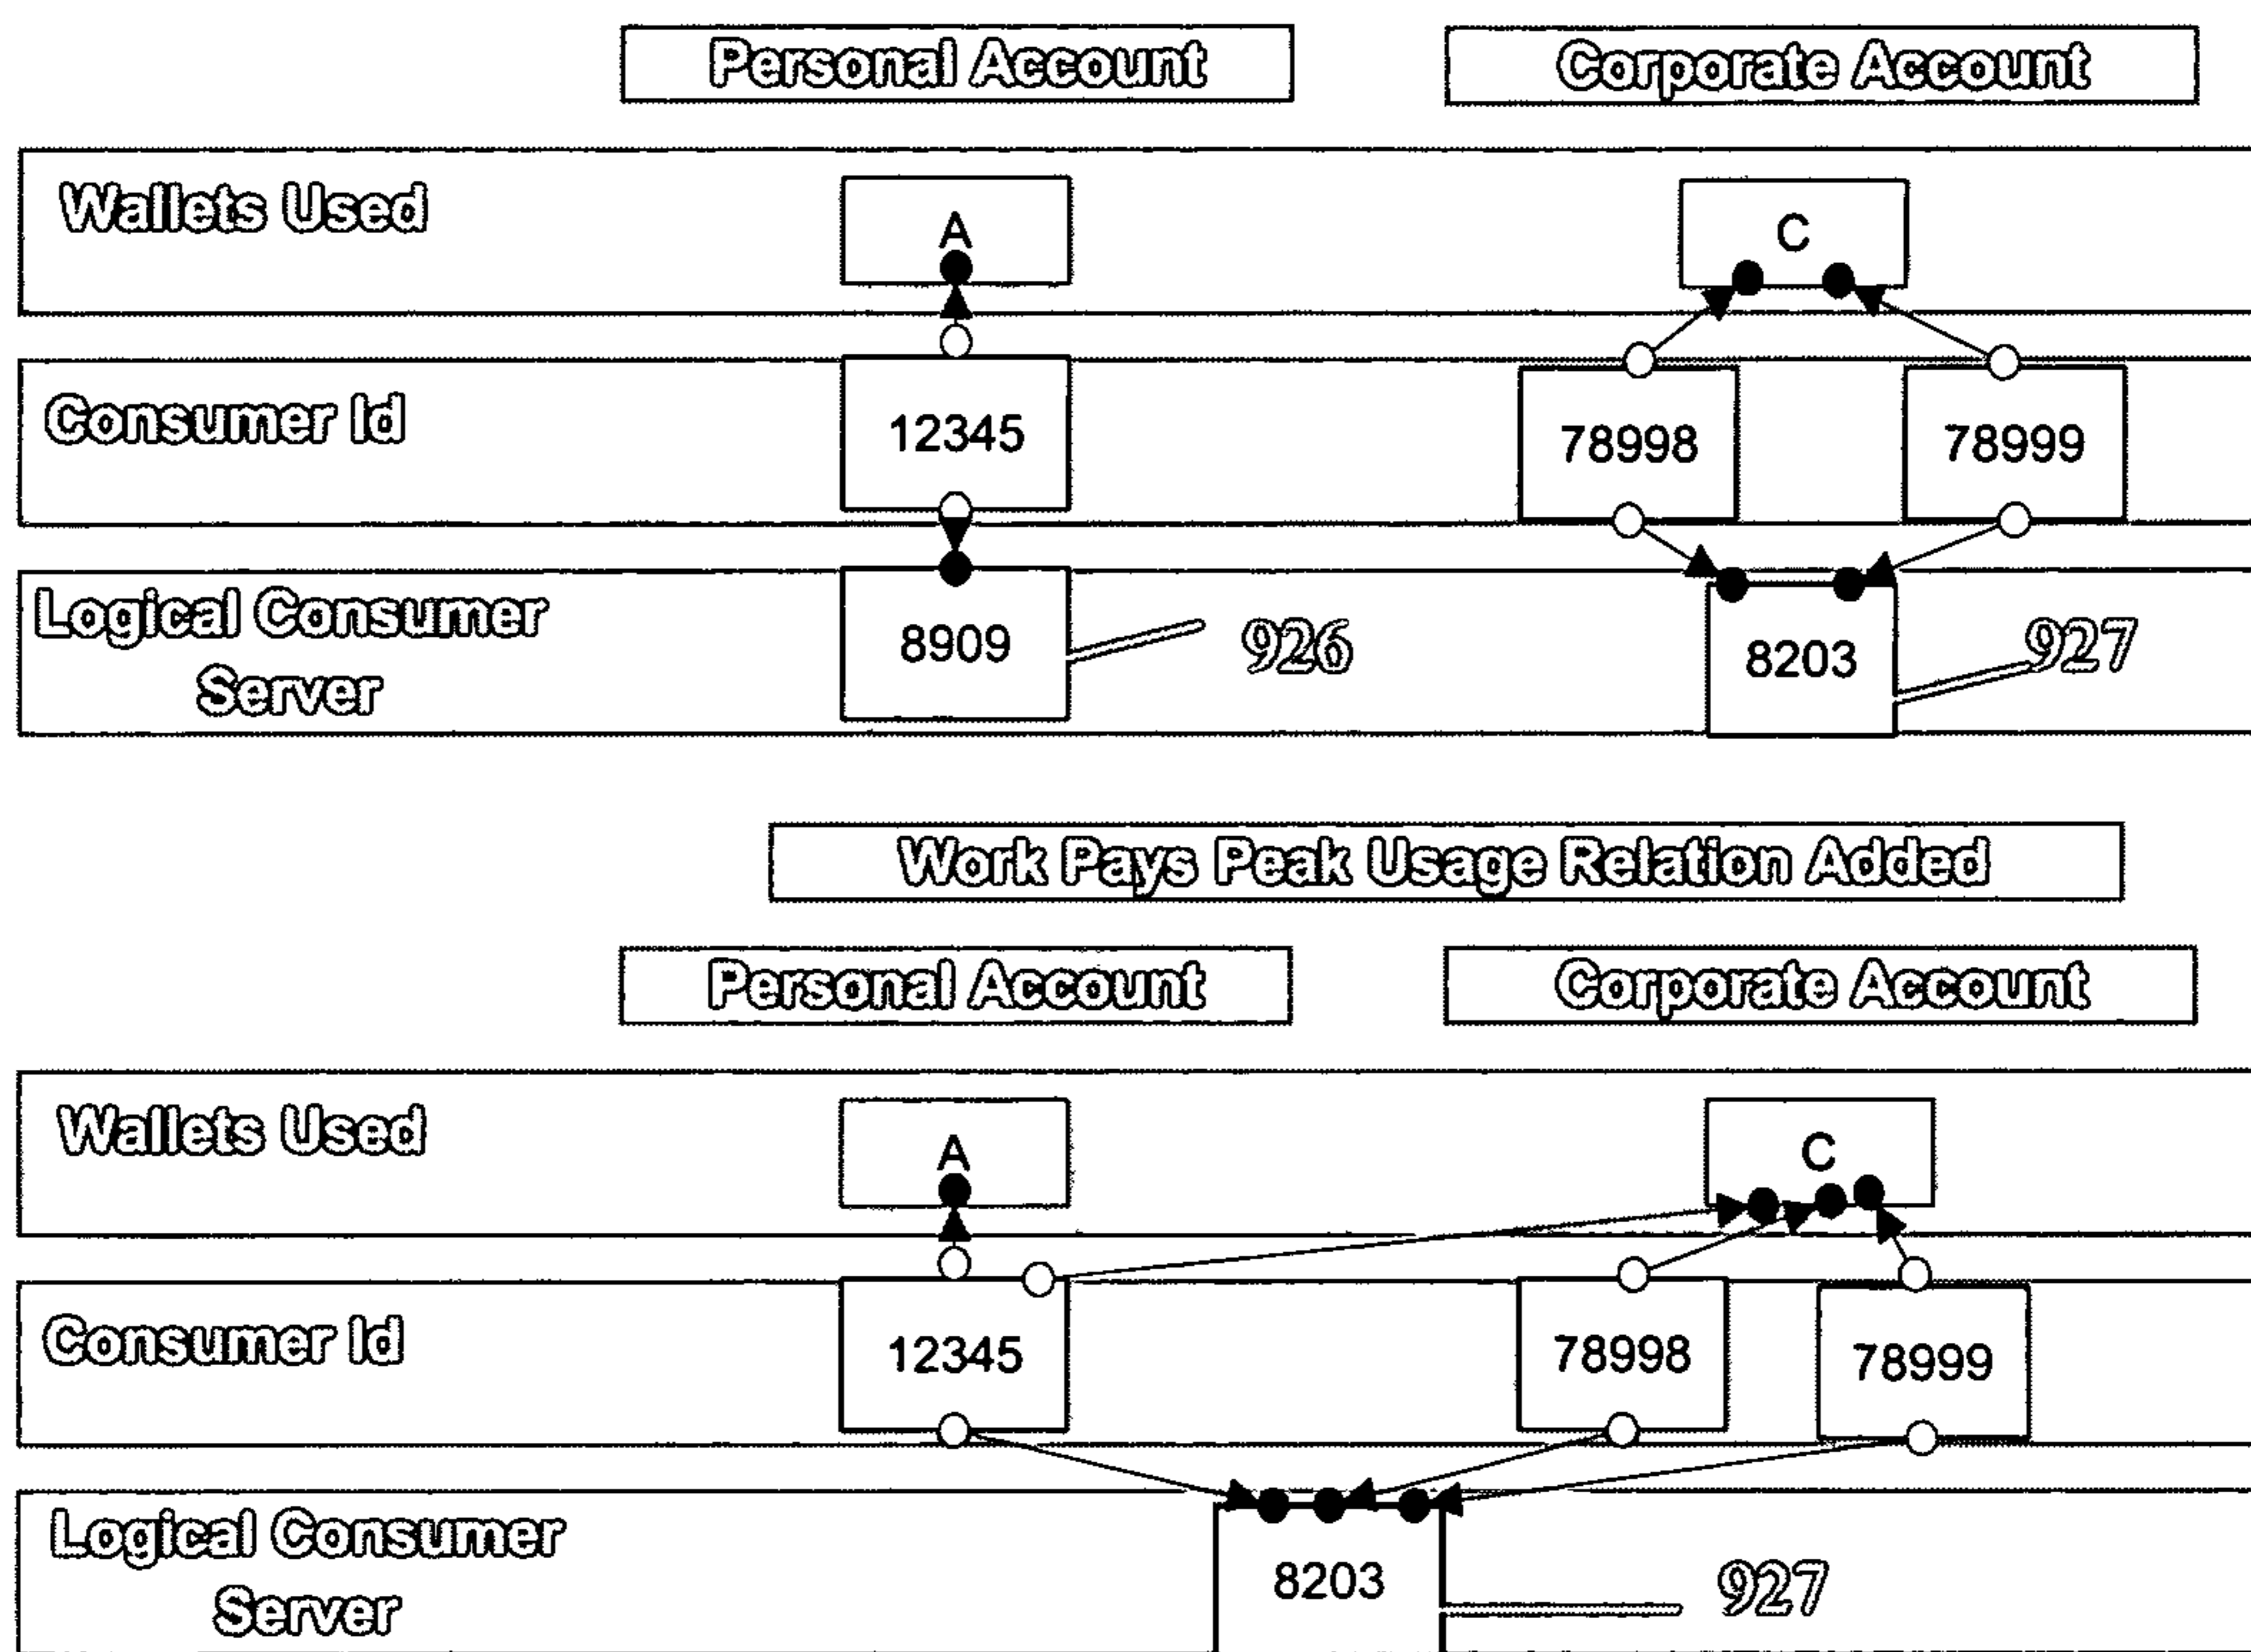 Personal Account
Corporate Account
Wallets Used
A
C
Consumer Id
12345
78998
78999
Logical Consumer
Server
8909
926
8203
927
Work Pays Peak Usage Relation Added
Personal Account
Corporate Account
Wallets Used
A
C
Consumer Id
12345
78998
78999
Logical Consumer
Server
8203
927